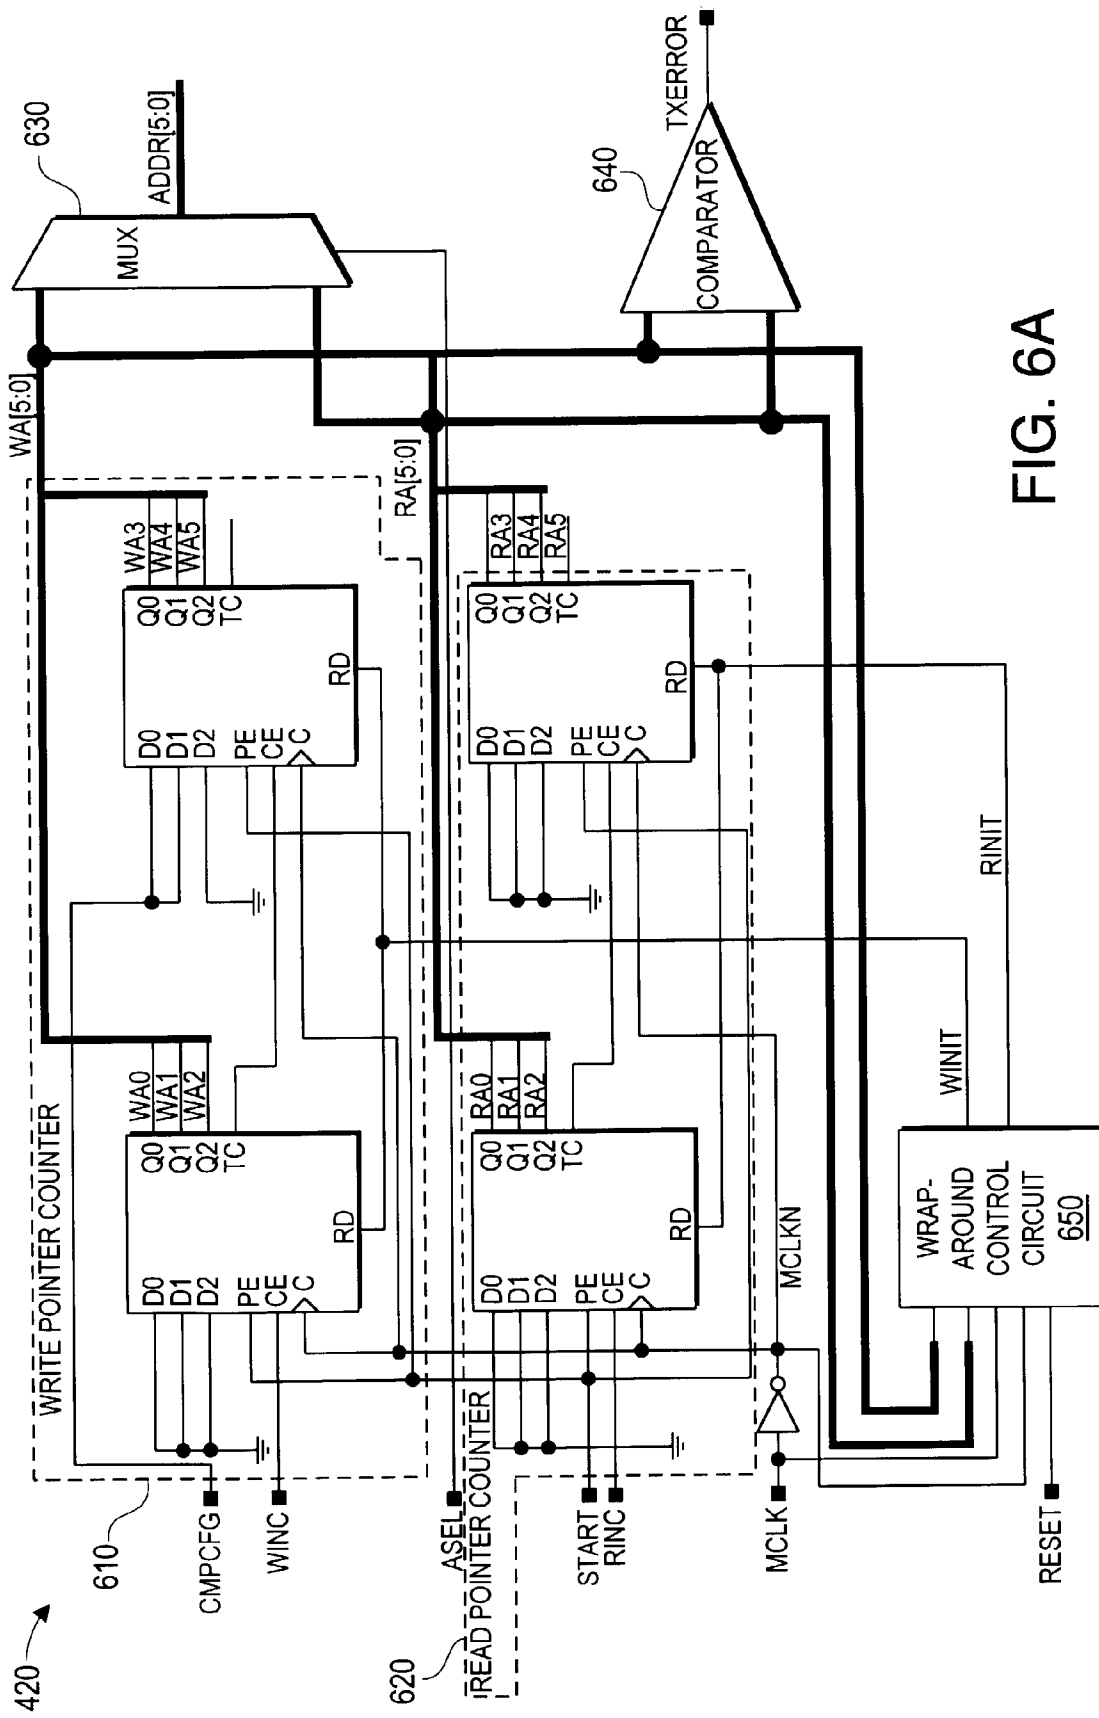 420
610
WRITE POINTER COUNTER
CMPCFG
WINC
D0
D1
D2
PE
CE
C
RD
Q0
Q1
Q2
TC
WA0
WA1
WA2
D0
D1
D2
PE
CE
C
RD
Q0
Q1
Q2
TC
WA3
WA4
WA5
WA[5:0]
MUX
630
ADDR[5:0]
620
READ POINTER COUNTER
ASEL
START
RINC
D0
D1
D2
PE
CE
C
RD
Q0
Q1
Q2
TC
RA0
RA1
RA2
D0
D1
D2
PE
CE
C
RD
Q0
Q1
Q2
TC
RA3
RA4
RA5
RA[5:0]
640
COMPARATOR
TXERROR
MCLK
MCLKN
RESET
WRAP-
AROUND
CONTROL
CIRCUIT
650
WINIT
RINIT
FIG. 6A